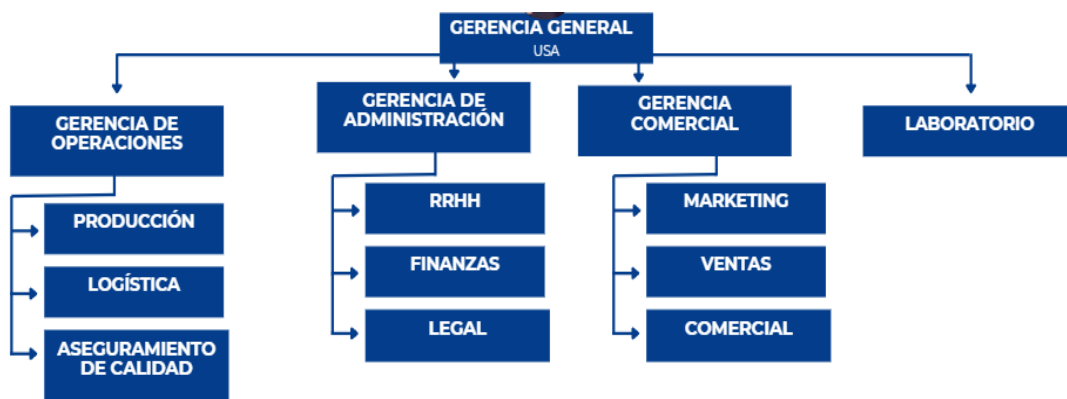 GERENCIA GENERAL
USA
GERENCIA DE
OPERACIONES
PRODUCCIÓN
LOGÍSTICA
ASEGURAMIENTO
DE CALIDAD
GERENCIA DE
ADMINISTRACIÓN
RRHH
FINANZAS
LEGAL
GERENCIA
COMERCIAL
MARKETING
VENTAS
COMERCIAL
LABORATORIO